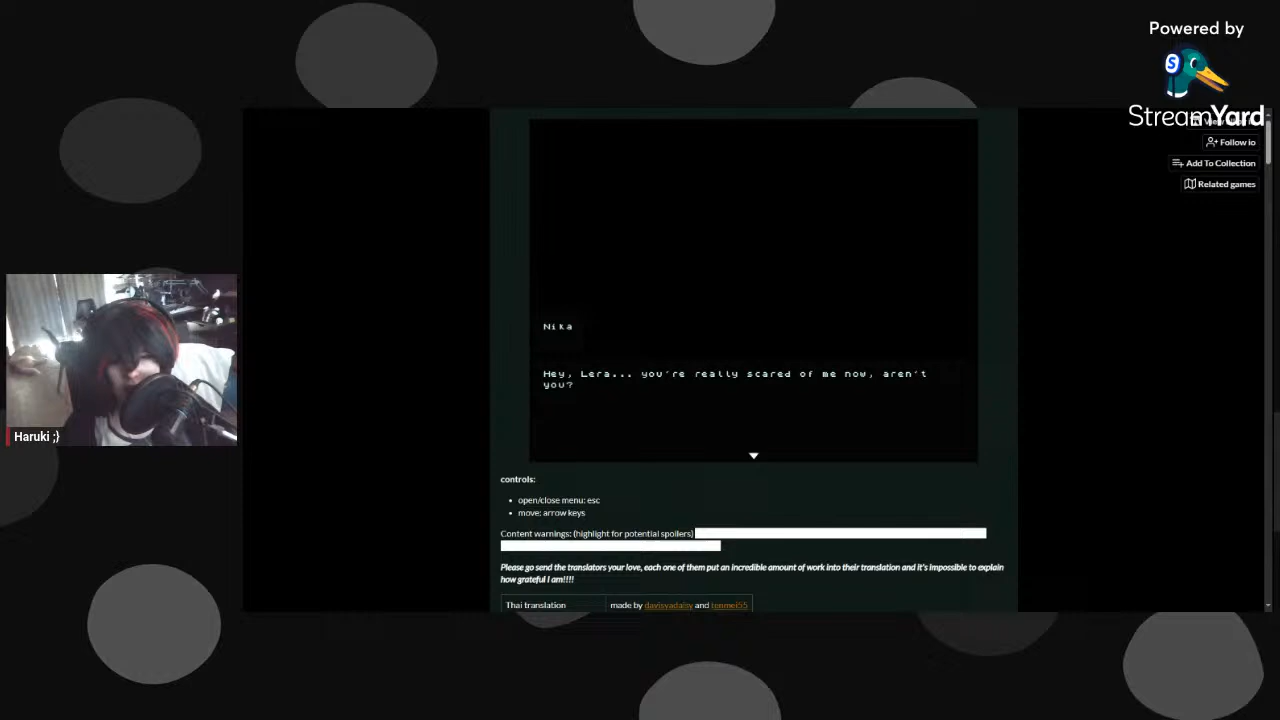 Powered by
StreamYard
Follow io
Add To Collection
Related games
Nika
Hey, Lera... you're really scared of me now, aren't
you?
Haruki ;}
controls:
open/close menu: esc
move: arrow keys
Content warnings: (highlight for potential spoilers)
Please go send the translators your love, each one of them put an incredible amount of work into their translation and it's impossible to explain
how grateful I am!!!!
Thai translation made by davisyadaisy and tonmei55